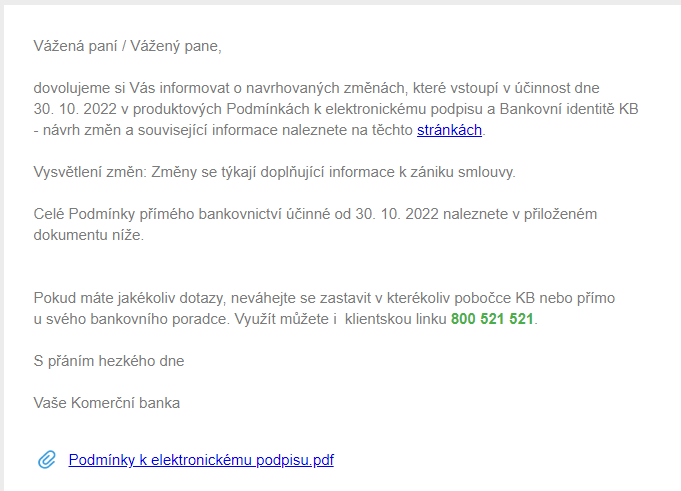 Vážená paní / Vážený pane,
dovolujeme si Vás informovat o navrhovaných změnách, které vstoupí v účinnost dne
30. 10. 2022 v produktových Podmínkách k elektronickému podpisu a Bankovní identitě KB
- návrh změn a související informace naleznete na těchto stránkách.
Vysvětlení změn: Změny se týkají doplňující informace k zániku smlouvy.
Celé Podmínky přímého bankovnictví účinné od 30. 10. 2022 naleznete v přiloženém
dokumentu níže.
Pokud máte jakékoliv dotazy, neváhejte se zastavit v kterékoliv pobočce KB nebo přímo
u svého bankovního poradce. Využít můžete i klientskou linku 800 521 521.
S přáním hezkého dne
Vaše Komerční banka
Podmínky k elektronickému podpisu.pdf